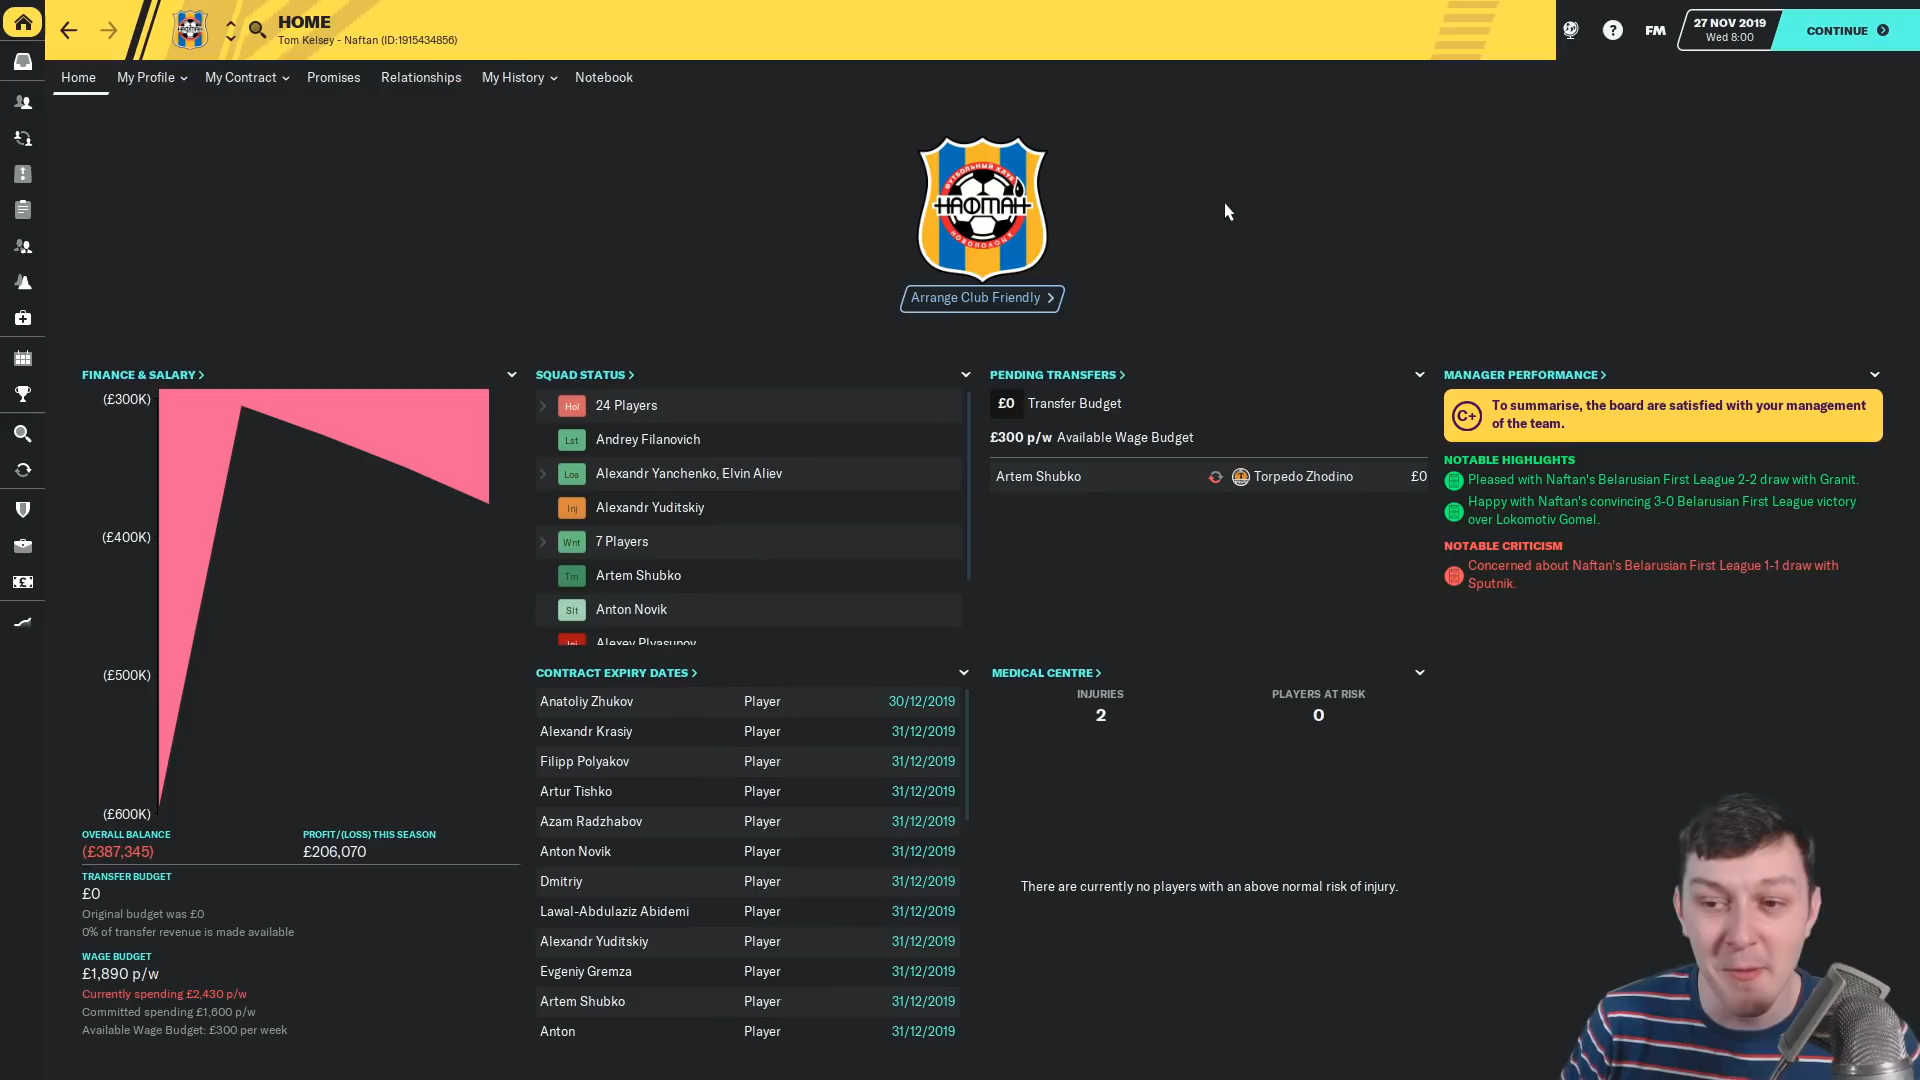 HOME
Tom Kelsey - Naftan (ID:1915434856)
FM
27 NOV 2019
Wed 8:00
CONTINUE
Home
My Profile
My Contract
Promises
Relationships
My History
Notebook
ФУТБОЛЬНЫЙ КЛУБ
НАФТАН
НОВОПОЛОЦК
Arrange Club Friendly
FINANCE & SALARY
(£300K)
(£400K)
(£500K)
(£600K)
OVERALL BALANCE
(£387,345)
PROFIT/(LOSS) THIS SEASON
£206,070
TRANSFER BUDGET
£0
Original budget was £0
0% of transfer revenue is made available
WAGE BUDGET
£1,890 p/w
Currently spending £2,430 p/w
Committed spending £1,600 p/w
Available Wage Budget: £300 per week
SQUAD STATUS
Hol 24 Players
Lst Andrey Filanovich
Loa Alexandr Yanchenko, Elvin Aliev
Inj Alexandr Yuditskiy
Wnt 7 Players
Trn Artem Shubko
Slt Anton Novik
Inj Alexey Plyasunov
CONTRACT EXPIRY DATES
Anatoliy Zhukov Player 30/12/2019
Alexandr Krasiy Player 31/12/2019
Filipp Polyakov Player 31/12/2019
Artur Tishko Player 31/12/2019
Azam Radzhabov Player 31/12/2019
Anton Novik Player 31/12/2019
Dmitriy Player 31/12/2019
Lawal-Abdulaziz Abidemi Player 31/12/2019
Alexandr Yuditskiy Player 31/12/2019
Evgeniy Gremza Player 31/12/2019
Artem Shubko Player 31/12/2019
Anton Player 31/12/2019
PENDING TRANSFERS
£0 Transfer Budget
£300 p/w Available Wage Budget
Artem Shubko Torpedo Zhodino £0
MEDICAL CENTRE
INJURIES
2
PLAYERS AT RISK
0
There are currently no players with an above normal risk of injury.
MANAGER PERFORMANCE
C+
To summarise, the board are satisfied with your management
of the team.
NOTABLE HIGHLIGHTS
Pleased with Naftan's Belarusian First League 2-2 draw with Granit.
Happy with Naftan's convincing 3-0 Belarusian First League victory
over Lokomotiv Gomel.
NOTABLE CRITICISM
Concerned about Naftan's Belarusian First League 1-1 draw with
Sputnik.